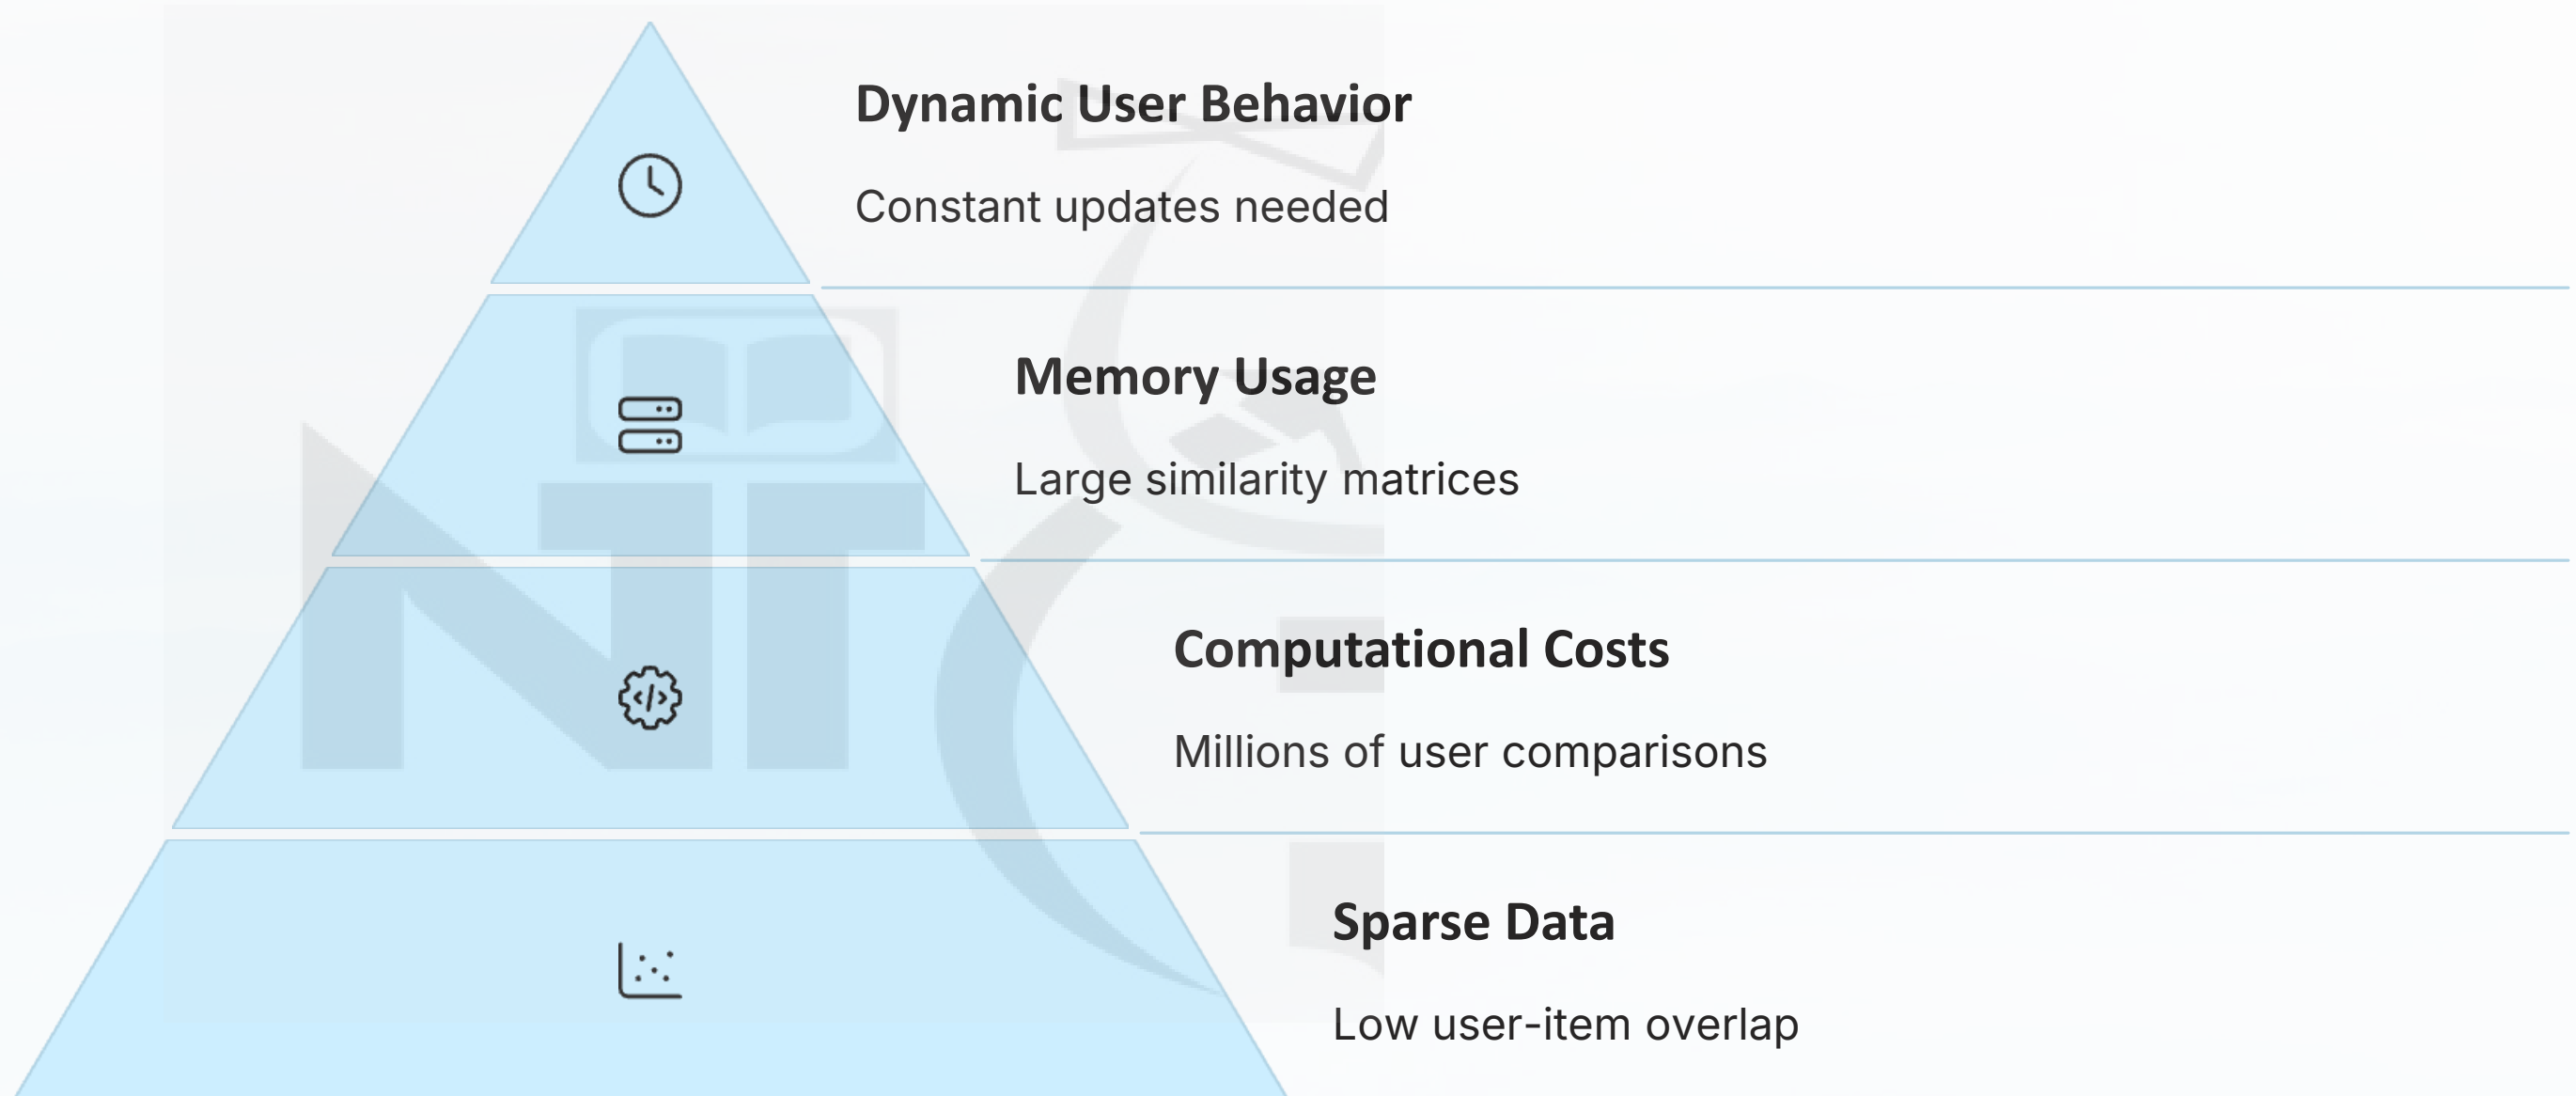 Dynamic User Behavior
Constant updates needed
Memory Usage
Large similarity matrices
Computational Costs
Millions of user comparisons
Sparse Data
Low user-item overlap